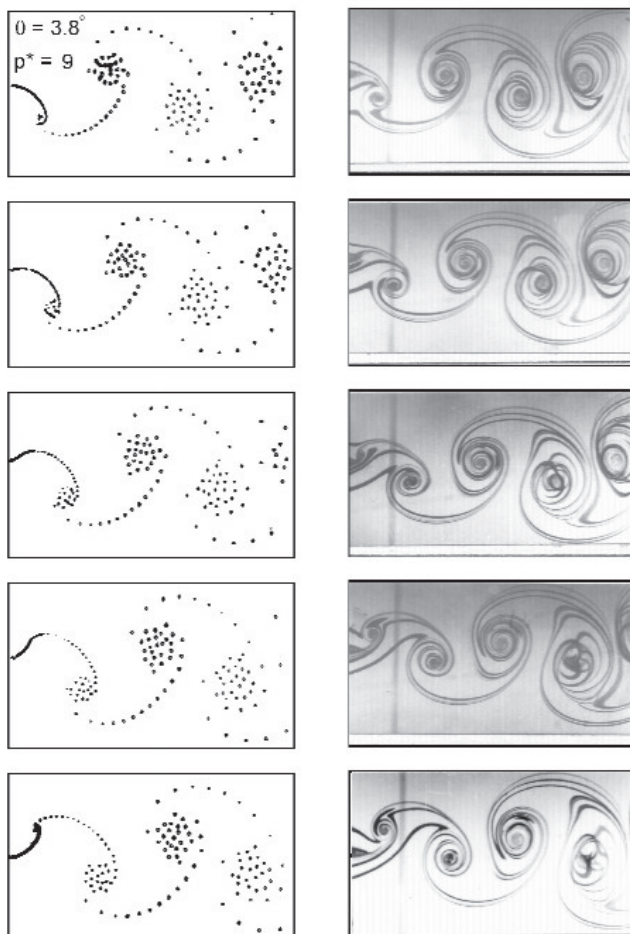 θ = 3.8°
p* = 9